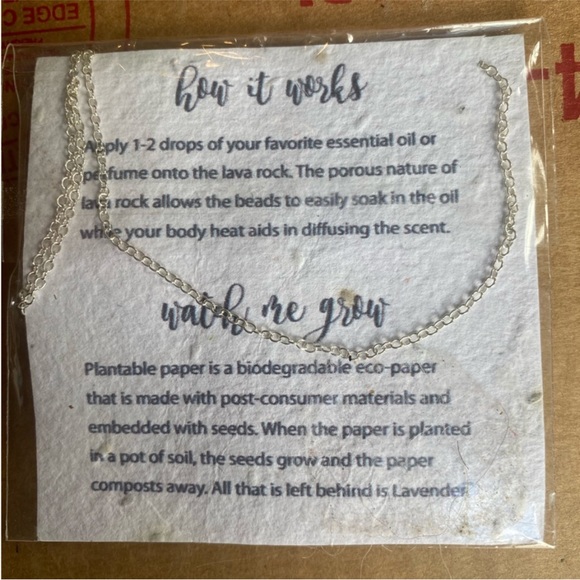 EDGE C
how it works
Apply 1-2 drops of your favorite essential oil or
perfume onto the lava rock. The porous nature of
lava rock allows the beads to easily soak in the oil
while your body heat aids in diffusing the scent.
watch me grow
Plantable paper is a biodegradable eco-paper
that is made with post-consumer materials and
embedded with seeds. When the paper is planted
in a pot of soil, the seeds grow and the paper
composts away. All that is left behind is Lavender!